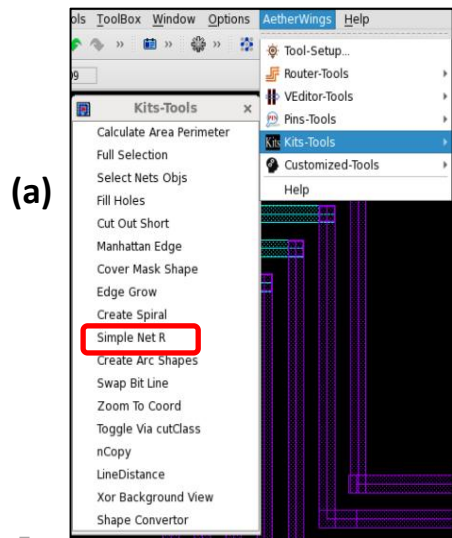 ols ToolBox Window Options AetherWings Help
» » »
09
Tool-Setup...
Router-Tools
VEditor-Tools
Pins-Tools
Kits Kits-Tools
Customized-Tools
Help
(a)
Kits-Tools x
Calculate Area Perimeter
Full Selection
Select Nets Objs
Fill Holes
Cut Out Short
Manhattan Edge
Cover Mask Shape
Edge Grow
Create Spiral
Simple Net R
Create Arc Shapes
Swap Bit Line
Zoom To Coord
Toggle Via cutClass
nCopy
LineDistance
Xor Background View
Shape Convertor